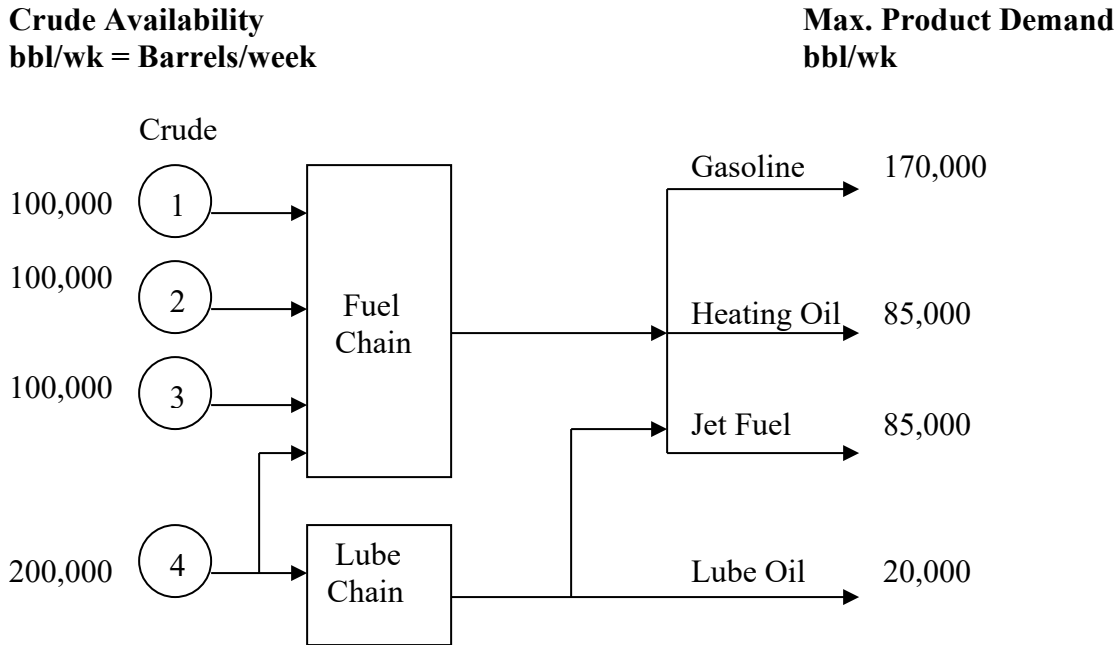 Crude Availability
bbl/wk = Barrels/week
Max. Product Demand
bbl/wk
Crude
100,000
1
100,000
2
100,000
3
200,000
4
Fuel
Chain
Lube
Chain
Gasoline
170,000
Heating Oil
85,000
Jet Fuel
85,000
Lube Oil
20,000